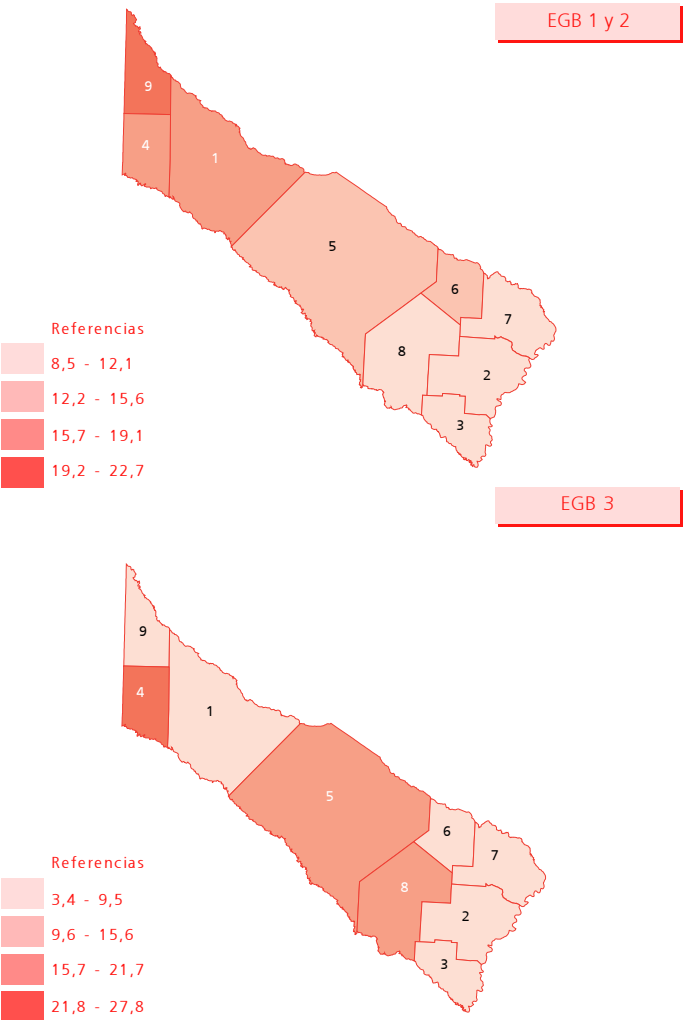 EGB 1 y 2
9
4
1
5
6
7
8
2
3
Referencias
8,5 - 12,1
12,2 - 15,6
15,7 - 19,1
19,2 - 22,7
EGB 3
9
4
1
5
6
7
8
2
3
Referencias
3,4 - 9,5
9,6 - 15,6
15,7 - 21,7
21,8 - 27,8